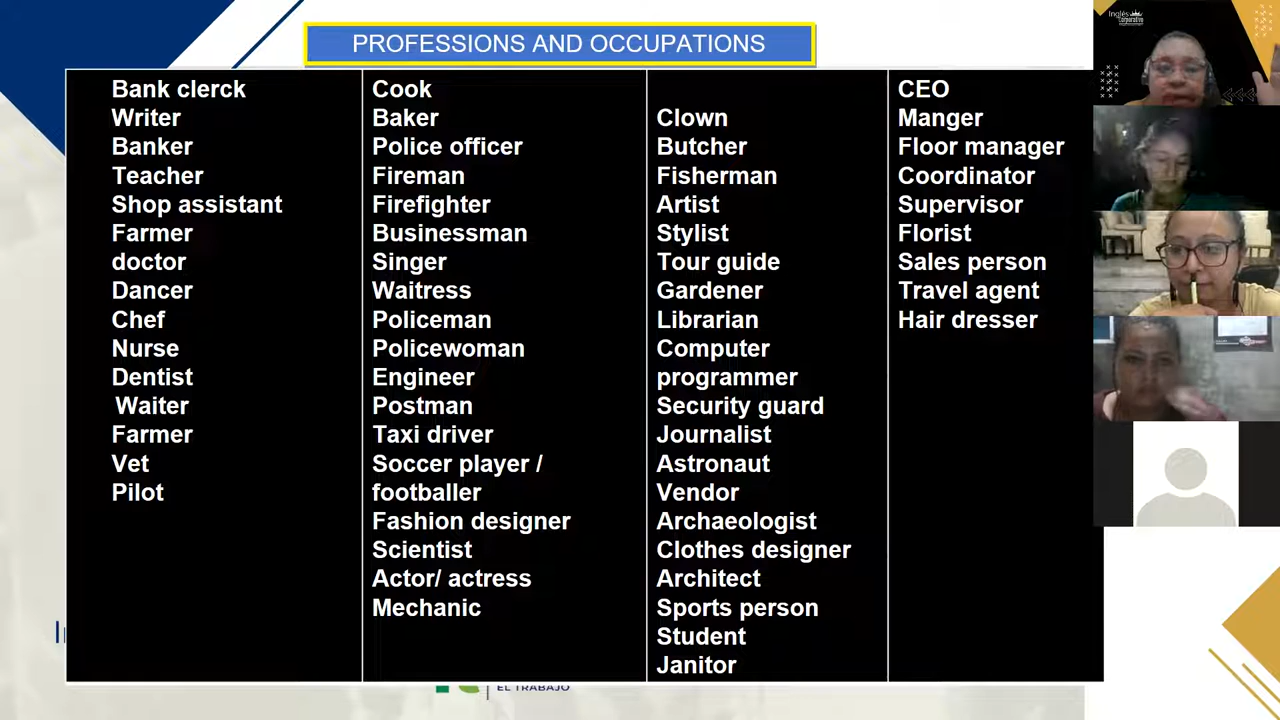 PROFESSIONS AND OCCUPATIONS
Bank clerck
Writer
Banker
Teacher
Shop assistant
Farmer
doctor
Dancer
Chef
Nurse
Dentist
Waiter
Farmer
Vet
Pilot
Cook
Baker
Police officer
Fireman
Firefighter
Businessman
Singer
Waitress
Policeman
Policewoman
Engineer
Postman
Taxi driver
Soccer player /
footballer
Fashion designer
Scientist
Actor/ actress
Mechanic
Clown
Butcher
Fisherman
Artist
Stylist
Tour guide
Gardener
Librarian
Computer
programmer
Security guard
Journalist
Astronaut
Vendor
Archaeologist
Clothes designer
Architect
Sports person
Student
Janitor
CEO
Manger
Floor manager
Coordinator
Supervisor
Florist
Sales person
Travel agent
Hair dresser
EL TRABAJO
Inglés
Corporativo